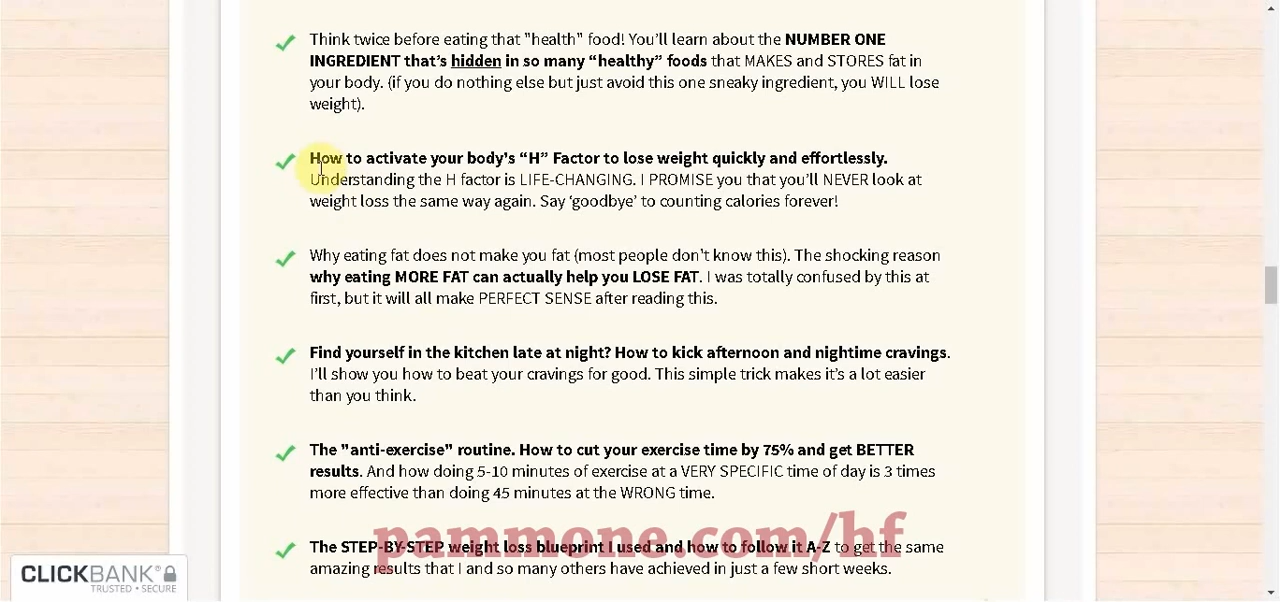 Think twice before eating that "health" food! You’ll learn about the NUMBER ONE
INGREDIENT that’s hidden in so many “healthy” foods that MAKES and STORES fat in
your body. (if you do nothing else but just avoid this one sneaky ingredient, you WILL lose
weight).
How to activate your body’s “H” Factor to lose weight quickly and effortlessly.
Understanding the H factor is LIFE-CHANGING. I PROMISE you that you’ll NEVER look at
weight loss the same way again. Say ‘goodbye’ to counting calories forever!
Why eating fat does not make you fat (most people don’t know this). The shocking reason
why eating MORE FAT can actually help you LOSE FAT. I was totally confused by this at
first, but it will all make PERFECT SENSE after reading this.
Find yourself in the kitchen late at night? How to kick afternoon and nightime cravings.
I’ll show you how to beat your cravings for good. This simple trick makes it’s a lot easier
than you think.
The "anti-exercise" routine. How to cut your exercise time by 75% and get BETTER
results. And how doing 5-10 minutes of exercise at a VERY SPECIFIC time of day is 3 times
more effective than doing 45 minutes at the WRONG time.
pammone.com/hf
The STEP-BY-STEP weight loss blueprint I used and how to follow it A-Z to get the same
amazing results that I and so many others have achieved in just a few short weeks.
CLICKBANK®
TRUSTED • SECURE